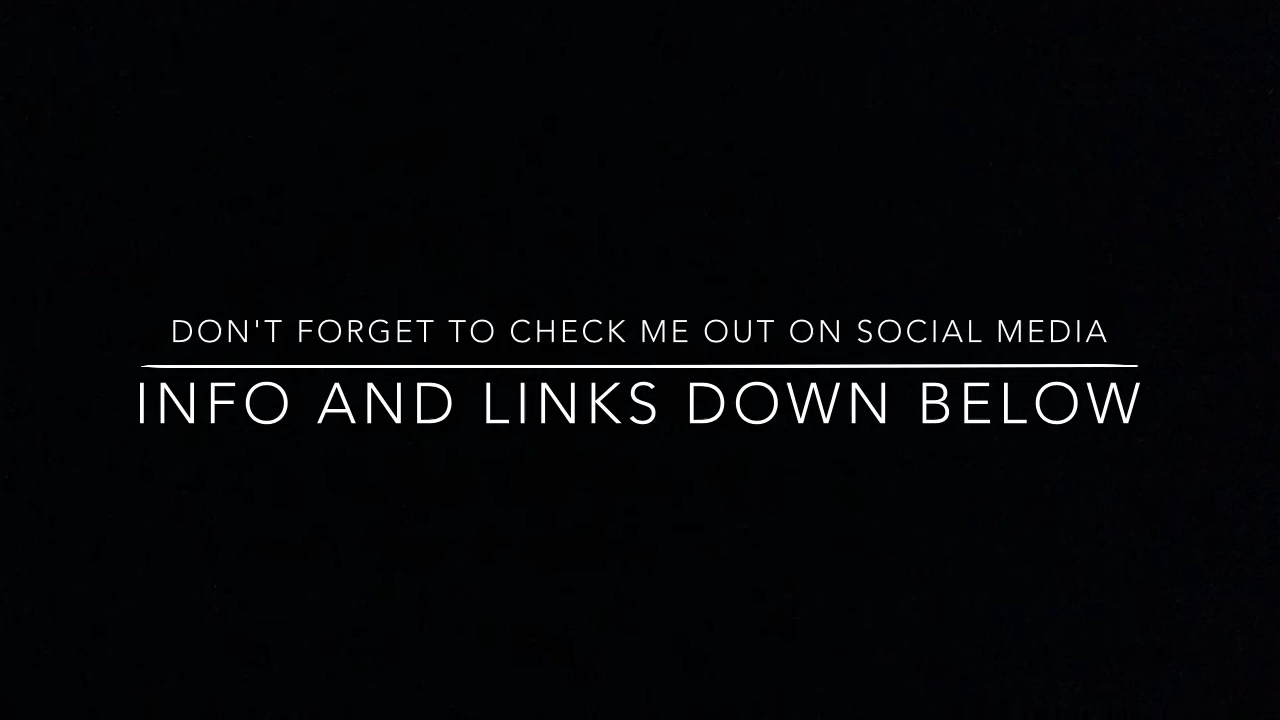 DON'T FORGET TO CHECK ME OUT ON SOCIAL MEDIA
INFO AND LINKS DOWN BELOW